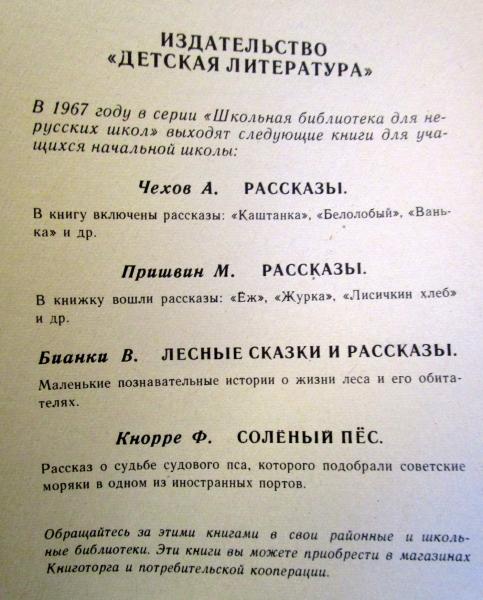 ИЗДАТЕЛЬСТВО
«ДЕТСКАЯ ЛИТЕРАТУРА»
В 1967 году в серии «Школьная библиотека для не-
русских школ» выходят следующие книги для уча-
щихся начальной школы:
Чехов А. РАССКАЗЫ.
В книгу включены рассказы: «Каштанка», «Белолобый», «Вань-
ка» и др.
Пришвин М. РАССКАЗЫ.
В книжку вошли рассказы: «Ёж», «Журка», «Лисичкин хлеб»
и др.
Бианки В. ЛЕСНЫЕ СКАЗКИ И РАССКАЗЫ.
Маленькие познавательные истории о жизни леса и его обита-
телях.
Кнорре Ф. СОЛЁНЫЙ ПЁС.
Рассказ о судьбе судового пса, которого подобрали советские
моряки в одном из иностранных портов.
Обращайтесь за этими книгами в свои районные и школь-
ные библиотеки. Эти книги вы можете приобрести в магазинах
Книготорга и потребительской кооперации.